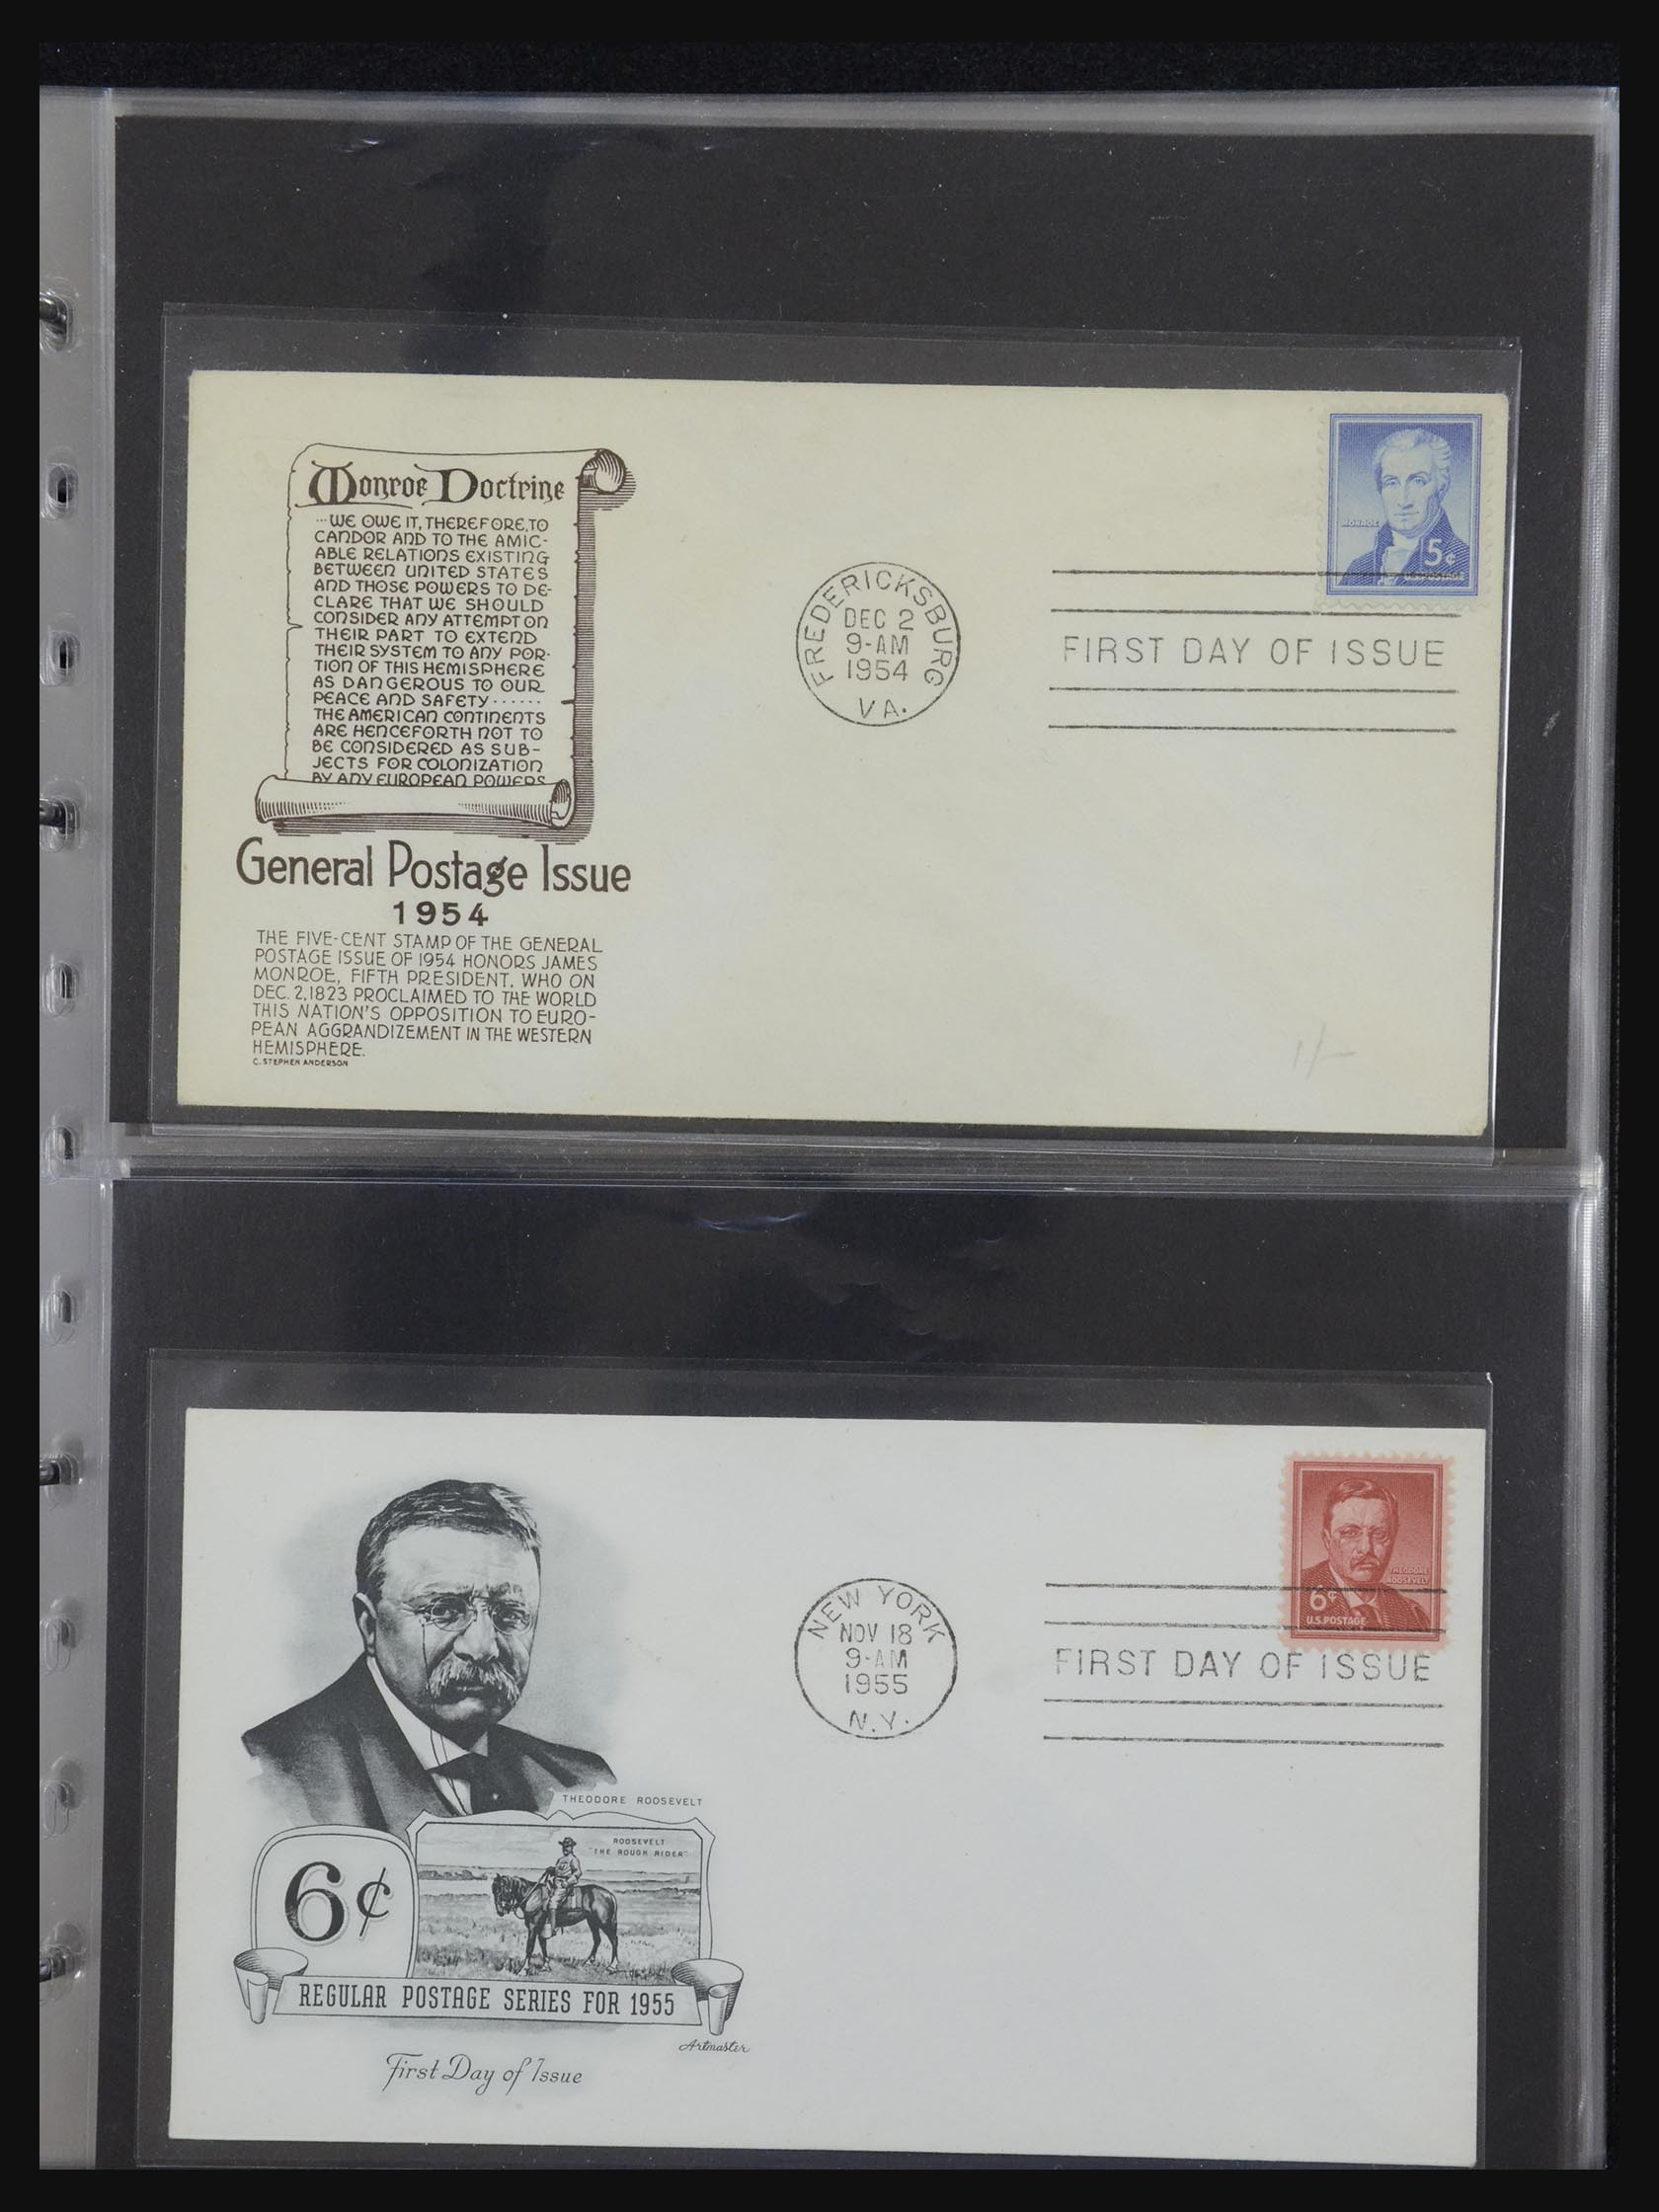 Monroe Doctrine
...WE OWE IT, THEREFORE, TO
CANDOR AND TO THE AMIC-
ABLE RELATIONS EXISTING
BETWEEN UNITED STATES
AND THOSE POWERS TO DE-
CLARE THAT WE SHOULD
CONSIDER ANY ATTEMPT ON
THEIR PART TO EXTEND
THEIR SYSTEM TO ANY POR-
TION OF THIS HEMISPHERE
AS DANGEROUS TO OUR
PEACE AND SAFETY......
THE AMERICAN CONTINENTS
ARE HENCEFORTH NOT TO
BE CONSIDERED AS SUB-
JECTS FOR COLONIZATION
BY ANY EUROPEAN POWERS
General Postage Issue
1954
THE FIVE-CENT STAMP OF THE GENERAL
POSTAGE ISSUE OF 1954 HONORS JAMES
MONROE, FIFTH PRESIDENT, WHO ON
DEC. 2, 1823 PROCLAIMED TO THE WORLD
THIS NATION'S OPPOSITION TO EURO-
PEAN AGGRANDIZEMENT IN THE WESTERN
HEMISPHERE.
C. STEPHEN ANDERSON
FREDERICKSBURG
DEC 2
9-AM
1954
VA.
MONROE
5¢
U.S. POSTAGE
FIRST DAY OF ISSUE
1/-
THEODORE ROOSEVELT
ROOSEVELT
"THE ROUGH RIDER"
6¢
REGULAR POSTAGE SERIES FOR 1955
Artmaster
First Day of Issue
NEW YORK
NOV 18
9-AM
1955
N.Y.
THEODORE
ROOSEVELT
6¢
U.S. POSTAGE
FIRST DAY OF ISSUE